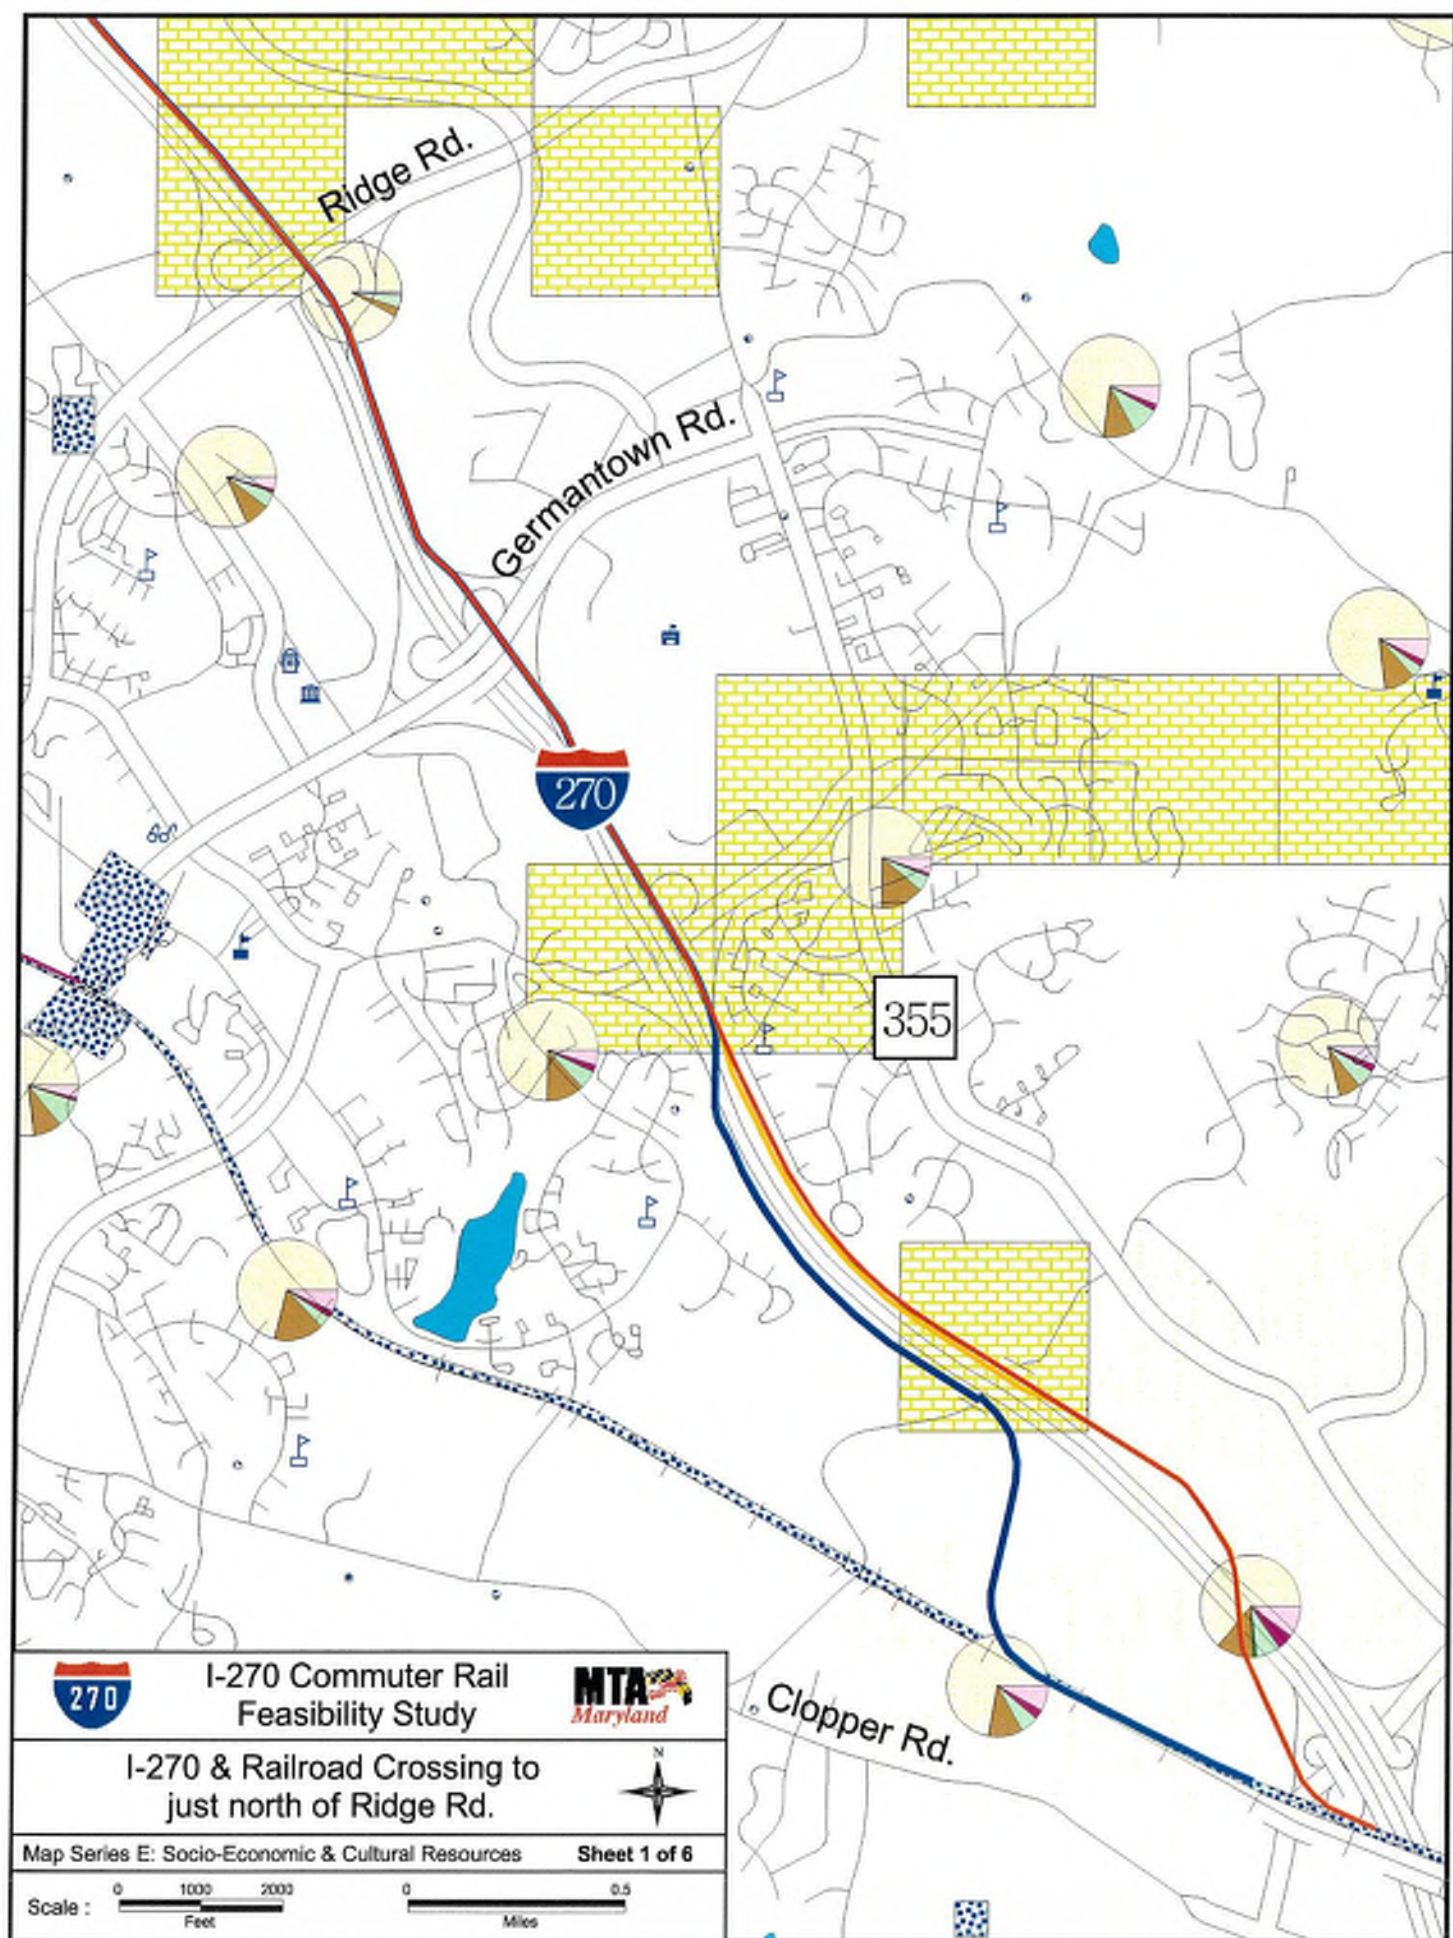 Ridge Rd.
Germantown Rd.
270
355
Clopper Rd.
270
I-270 Commuter Rail
Feasibility Study
MTA
Maryland
I-270 & Railroad Crossing to
just north of Ridge Rd.
N
Map Series E: Socio-Economic & Cultural Resources Sheet 1 of 6
Scale :
0 1000 2000
Feet
0 0.5
Miles